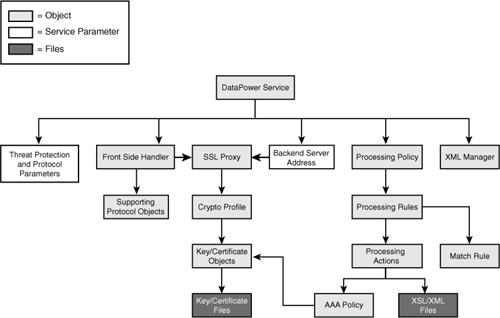 = Object
= Service Parameter
= Files
DataPower Service
Threat Protection
and Protocol
Parameters
Front Side Handler
SSL Proxy
Backend Server
Address
Processing Policy
XML Manager
Supporting
Protocol Objects
Crypto Profile
Processing Rules
Key/Certificate
Objects
Processing
Actions
Match Rule
Key/Certificate
Files
AAA Policy
XSL/XML
Files